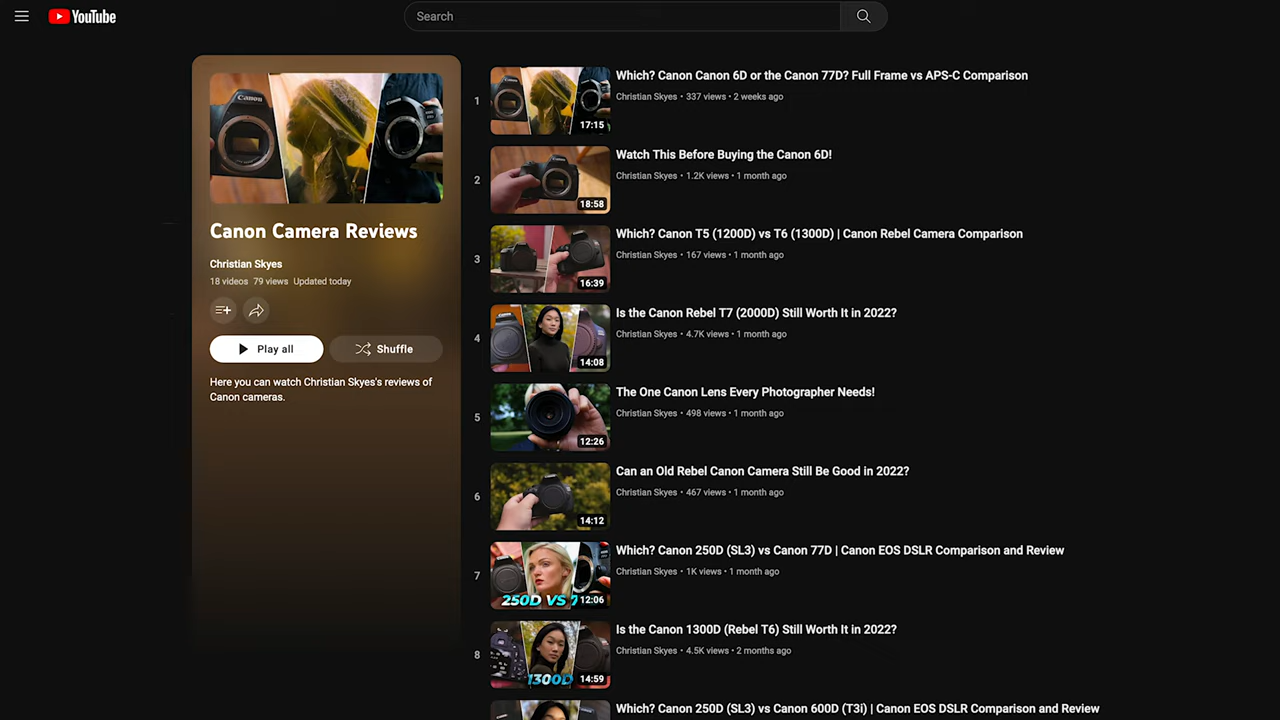 YouTube
Search
Canon Camera Reviews
Christian Skyes
18 videos 79 views Updated today
Play all
Shuffle
Here you can watch Christian Skyes's reviews of
Canon cameras.
1
17:15
Which? Canon Canon 6D or the Canon 77D? Full Frame vs APS-C Comparison
Christian Skyes • 337 views • 2 weeks ago
2
18:58
Watch This Before Buying the Canon 6D!
Christian Skyes • 1.2K views • 1 month ago
3
16:39
Which? Canon T5 (1200D) vs T6 (1300D) | Canon Rebel Camera Comparison
Christian Skyes • 167 views • 1 month ago
4
14:08
Is the Canon Rebel T7 (2000D) Still Worth It in 2022?
Christian Skyes • 4.7K views • 1 month ago
5
12:26
The One Canon Lens Every Photographer Needs!
Christian Skyes • 498 views • 1 month ago
6
14:12
Can an Old Rebel Canon Camera Still Be Good in 2022?
Christian Skyes • 467 views • 1 month ago
7
250D VS 7
12:06
Which? Canon 250D (SL3) vs Canon 77D | Canon EOS DSLR Comparison and Review
Christian Skyes • 1K views • 1 month ago
8
1300D
14:59
Is the Canon 1300D (Rebel T6) Still Worth It in 2022?
Christian Skyes • 4.5K views • 2 months ago
Which? Canon 250D (SL3) vs Canon 600D (T3i) | Canon EOS DSLR Comparison and Review